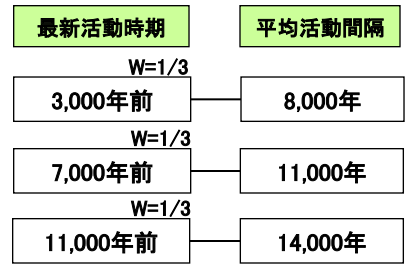 最新活動時期 平均活動間隔
W=1/3
3,000年前 8,000年
W=1/3
7,000年前 11,000年
W=1/3
11,000年前 14,000年